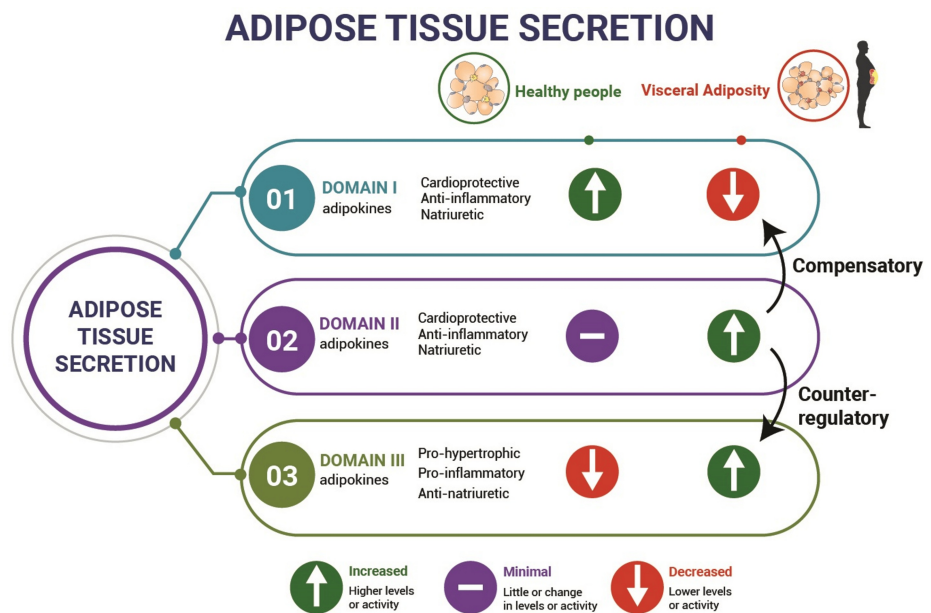 ADIPOSE TISSUE SECRETION
Healthy people
Visceral Adiposity
ADIPOSE
TISSUE
SECRETION
01
DOMAIN I
adipokines
Cardioprotective
Anti-inflammatory
Natriuretic
Compensatory
02
DOMAIN II
adipokines
Cardioprotective
Anti-inflammatory
Natriuretic
Counter-
regulatory
03
DOMAIN III
adipokines
Pro-hypertrophic
Pro-inflammatory
Anti-natriuretic
Increased
Higher levels
or activity
Minimal
Little or change
in levels or activity
Decreased
Lower levels
or activity